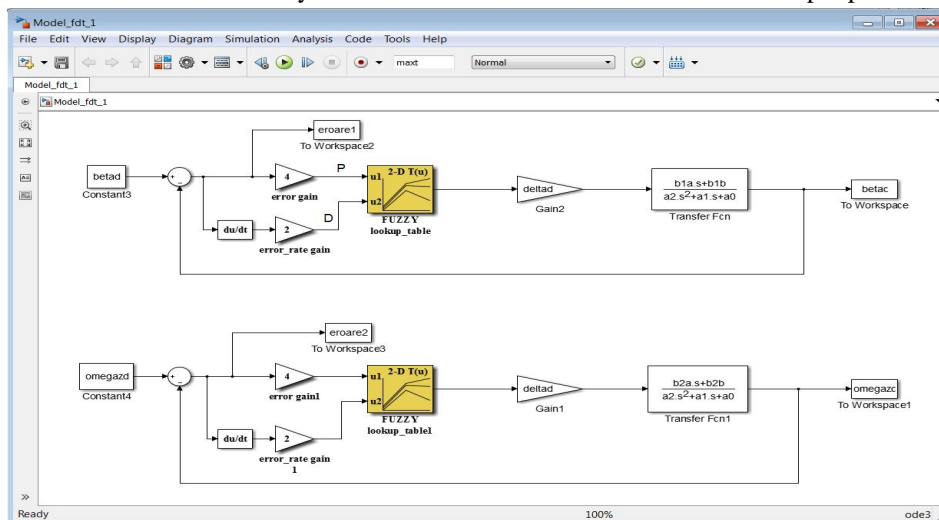 Model_fdt_1
File Edit View Display Diagram Simulation Analysis Code Tools Help
maxt
Normal
Model_fdt_1
Model_fdt_1
eroare1
To Workspace2
betad
Constant3
+
-
4
error gain
P
2-D T(u)
u1
u2
FUZZY
lookup_table
D
du/dt
2
error_rate gain
deltad
Gain2
b1a.s+b1b
a2.s²+a1.s+a0
Transfer Fcn
betac
To Workspace
eroare2
To Workspace3
omegazd
Constant4
+
-
4
error gain1
2-D T(u)
u1
u2
FUZZY
lookup_table1
du/dt
2
error_rate gain
1
deltad
Gain1
b2a.s+b2b
a2.s²+a1.s+a0
Transfer Fcn1
omegazc
To Workspace1
Ready
100%
ode3